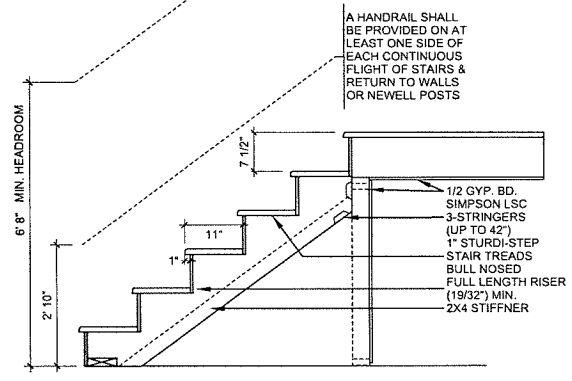 A HANDRAIL SHALL
BE PROVIDED ON AT
LEAST ONE SIDE OF
EACH CONTINUOUS
FLIGHT OF STAIRS &
RETURN TO WALLS
OR NEWELL POSTS
6' 8" MIN. HEADROOM
7 1/2"
11"
1"
2' 10"
1/2 GYP. BD.
SIMPSON LSC
3-STRINGERS
(UP TO 42")
1" STURDI-STEP
STAIR TREADS
BULL NOSED
FULL LENGTH RISER
(19/32") MIN.
2X4 STIFFNER